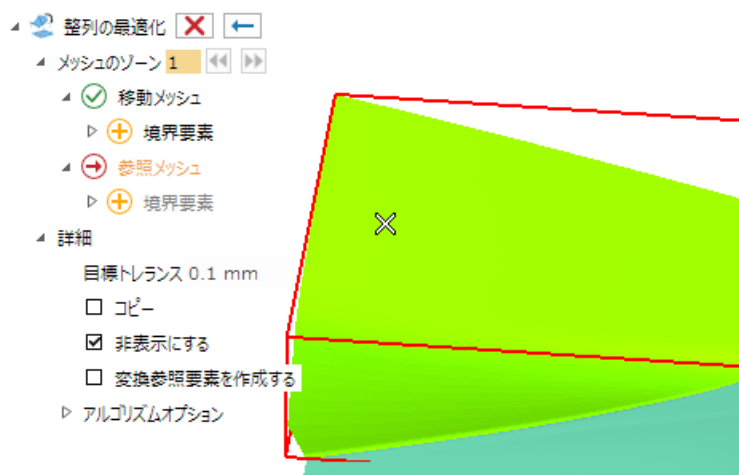 整列の最適化
メッシュのゾーン 1
移動メッシュ
境界要素
参照メッシュ
境界要素
詳細
目標トレランス 0.1 mm
コピー
非表示にする
変換参照要素を作成する
アルゴリズムオプション